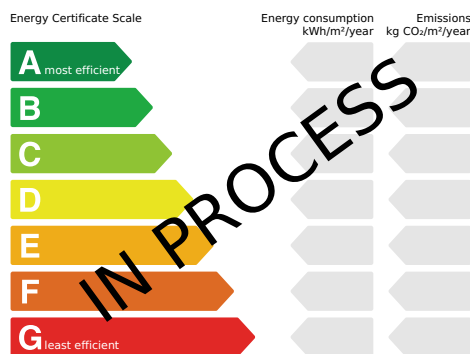 Energy Certificate Scale
Energy consumption
kWh/m²/year
Emissions
kg CO₂/m²/year
A most efficient
B
C
D
E
F
G least efficient
IN PROCESS